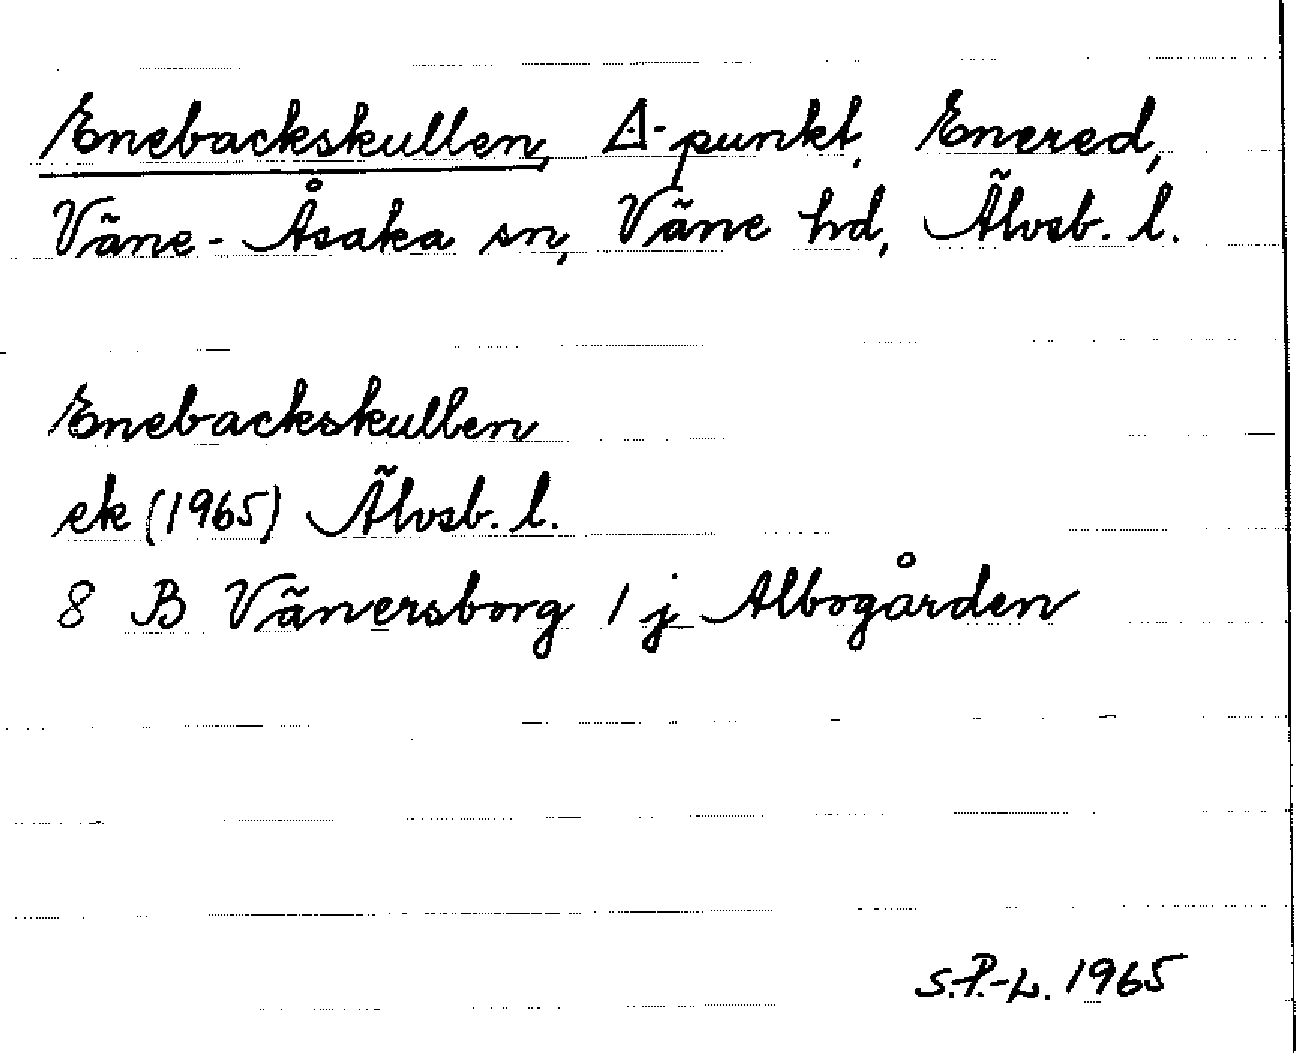 Enebackskullen, Δ-punkt, Enered,
Väne-Åsaka sn, Väne hd, Älvsb. l.
Enebackskullen
ek (1965) Älvsb. l.
8 B Vänersborg 1 j Albogården
S.P.-L. 1965